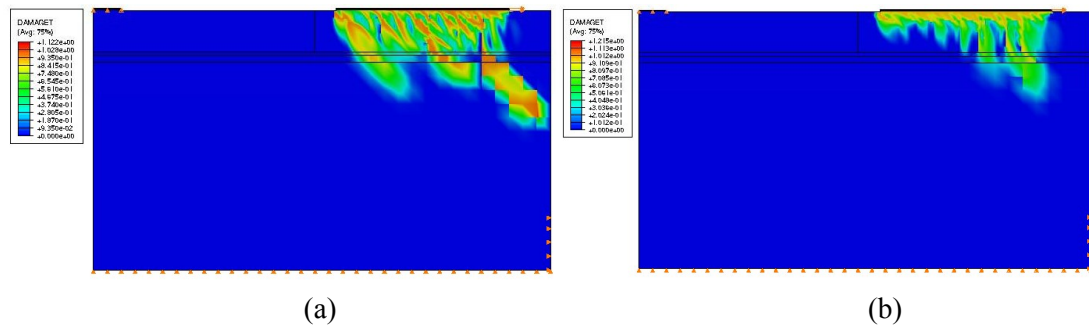 DAMAGET
(Avg: 75%)
+1.122e+00
+1.028e+00
+9.350e-01
+8.415e-01
+7.480e-01
+6.545e-01
+5.610e-01
+4.675e-01
+3.740e-01
+2.805e-01
+1.870e-01
+9.350e-02
+0.000e+00
DAMAGET
(Avg: 75%)
+1.215e+00
+1.113e+00
+1.012e+00
+9.109e-01
+8.097e-01
+7.085e-01
+6.073e-01
+5.061e-01
+4.048e-01
+3.036e-01
+2.024e-01
+1.012e-01
+0.000e+00
(a)
(b)